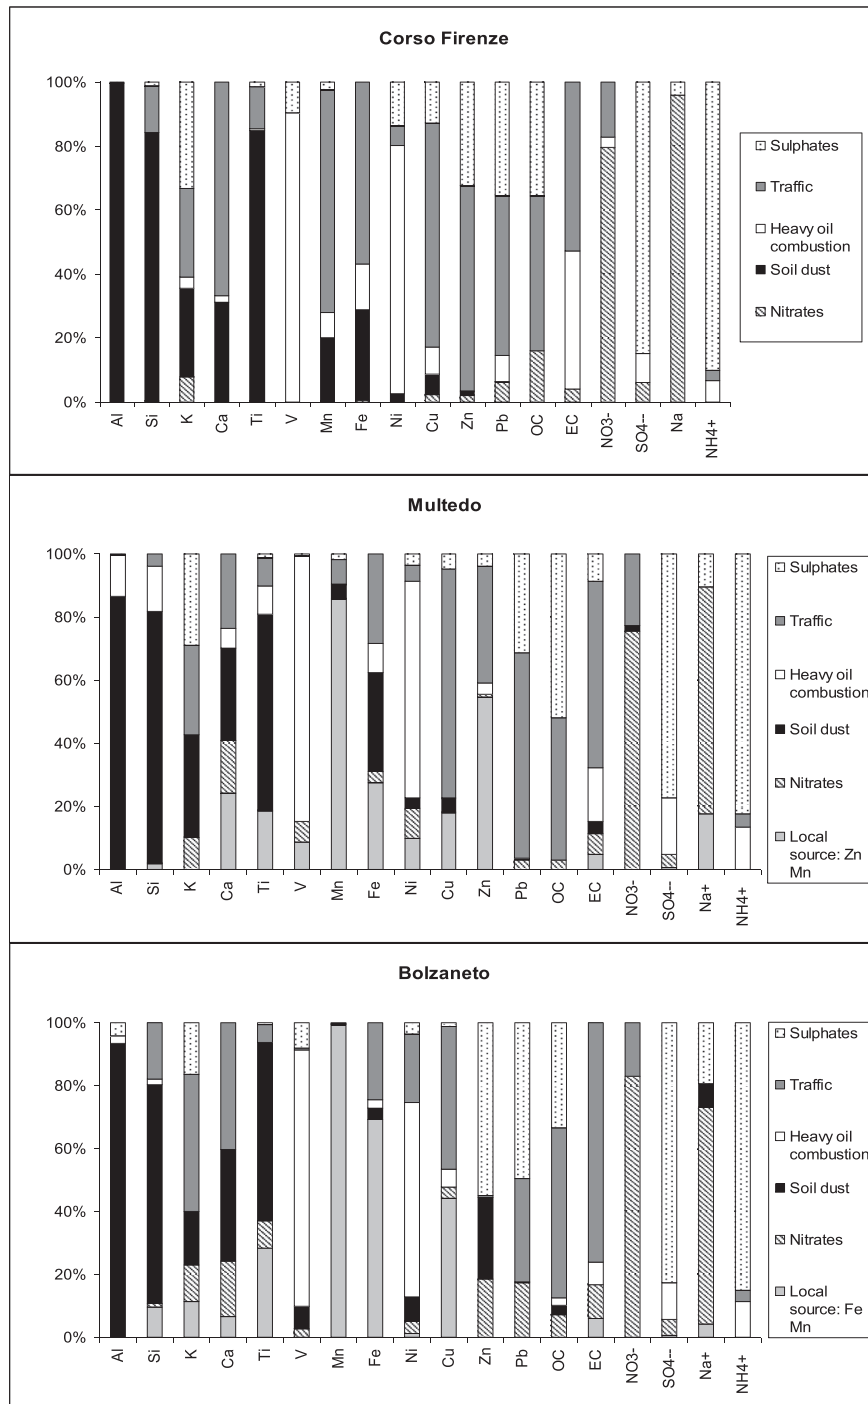 Corso Firenze
100%
80%
60%
40%
20%
0%
Al
Si
K
Ca
Ti
V
Mn
Fe
Ni
Cu
Zn
Pb
OC
EC
NO3-
SO4--
Na
NH4+
Sulphates
Traffic
Heavy oil
combustion
Soil dust
Nitrates
Multedo
100%
80%
60%
40%
20%
0%
Al
Si
K
Ca
Ti
V
Mn
Fe
Ni
Cu
Zn
Pb
OC
EC
NO3-
SO4--
Na+
NH4+
Sulphates
Traffic
Heavy oil
combustion
Soil dust
Nitrates
Local
source: Zn
Mn
Bolzaneto
100%
80%
60%
40%
20%
0%
Al
Si
K
Ca
Ti
V
Mn
Fe
Ni
Cu
Zn
Pb
OC
EC
NO3-
SO4--
Na+
NH4+
Sulphates
Traffic
Heavy oil
combustion
Soil dust
Nitrates
Local
source: Fe
Mn